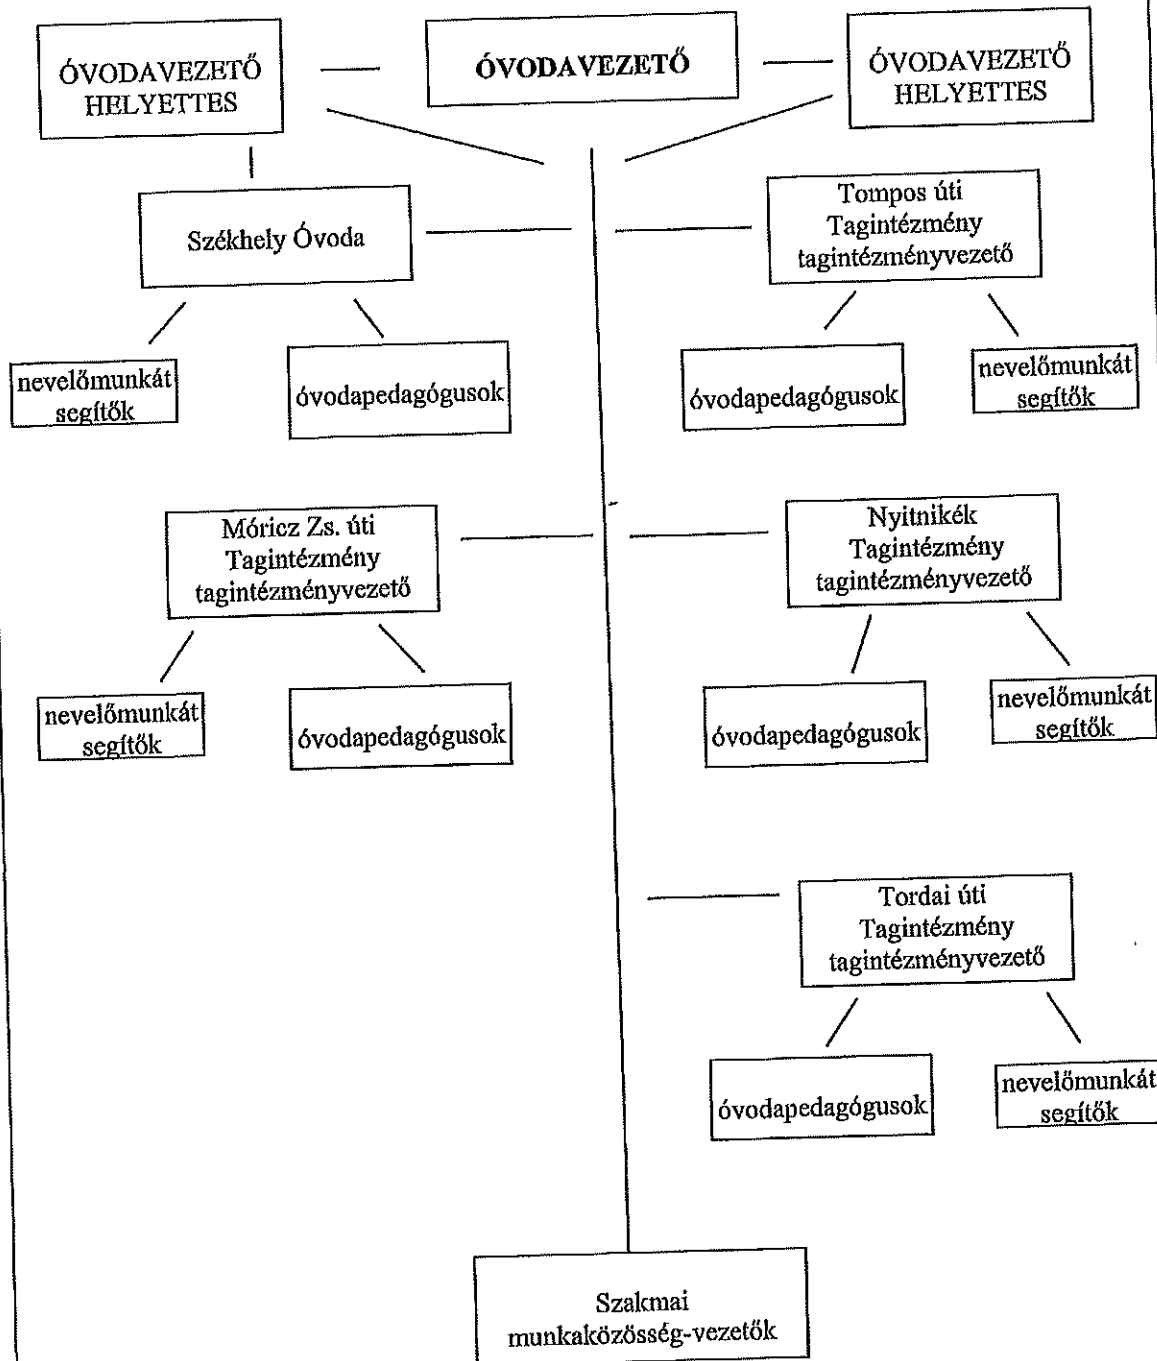 ÓVODAVEZETŐ
HELYETTES
ÓVODAVEZETŐ
ÓVODAVEZETŐ
HELYETTES
Székhely Óvoda
Tompos úti
Tagintézmény
tagintézményvezető
nevelőmunkát
segítők
óvodapedagógusok
óvodapedagógusok
nevelőmunkát
segítők
Móricz Zs. úti
Tagintézmény
tagintézményvezető
Nyitnikék
Tagintézmény
tagintézményvezető
nevelőmunkát
segítők
óvodapedagógusok
óvodapedagógusok
nevelőmunkát
segítők
Tordai úti
Tagintézmény
tagintézményvezető
óvodapedagógusok
nevelőmunkát
segítők
Szakmai
munkaközösség-vezetők